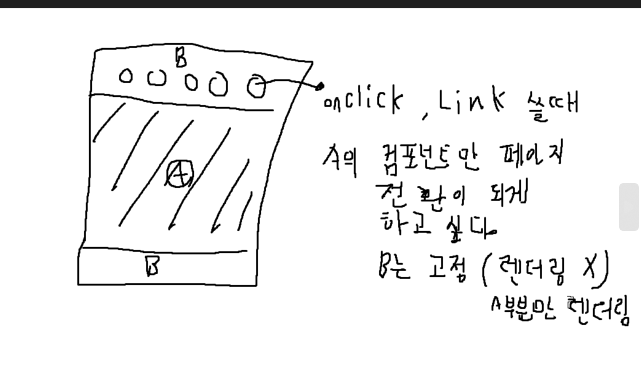 B
onclick, Link 쓸때
A의 컴포넌트만 페이지
전환이 되게
하고 싶다.
A
B는 고정 (렌더링 X)
B
A부분만 렌더링